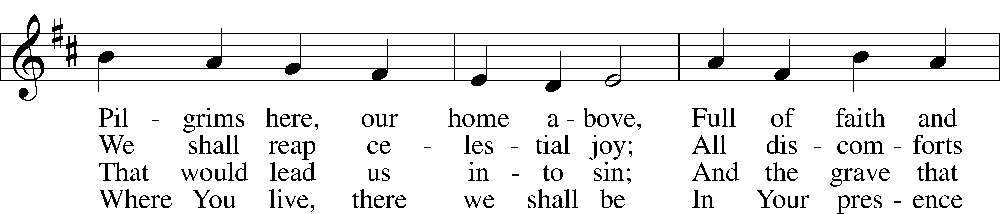 Pil - grims here, our home a - bove, Full of faith and
We shall reap ce - les - tial joy; All dis - com - forts
That would lead us in - to sin; And the grave that
Where You live, there we shall be In Your pres - ence